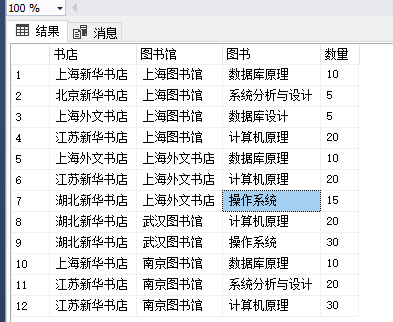 100 %
结果 消息
书店 图书馆 图书 数量
1 上海新华书店 上海图书馆 数据库原理 10
2 北京新华书店 上海图书馆 系统分析与设计 5
3 上海外文书店 上海图书馆 数据库设计 5
4 江苏新华书店 上海图书馆 计算机原理 20
5 上海外文书店 上海外文书店 数据库原理 10
6 江苏新华书店 上海外文书店 计算机原理 20
7 湖北新华书店 上海外文书店 操作系统 15
8 湖北新华书店 武汉图书馆 计算机原理 20
9 湖北新华书店 武汉图书馆 操作系统 30
10 上海新华书店 南京图书馆 数据库原理 10
11 江苏新华书店 南京图书馆 系统分析与设计 20
12 江苏新华书店 南京图书馆 计算机原理 30